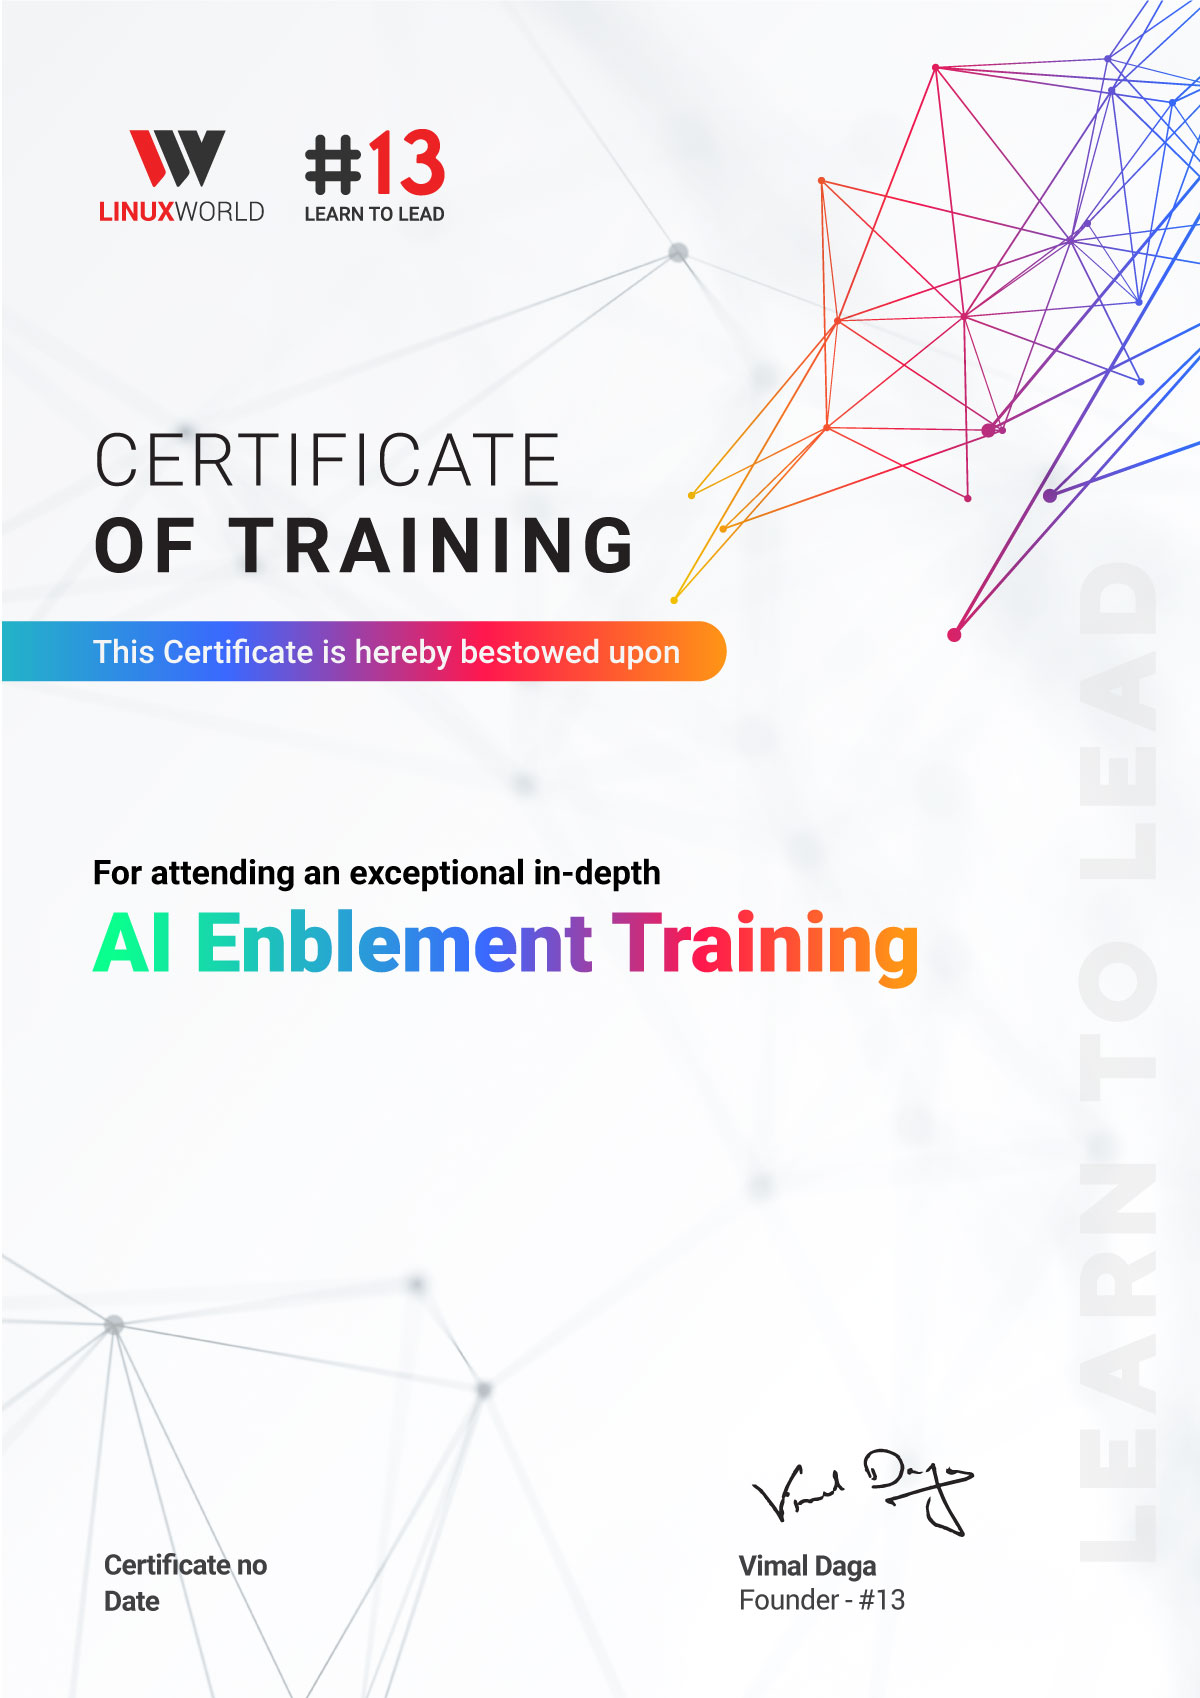 LINUXWORLD
#13
LEARN TO LEAD
CERTIFICATE
OF TRAINING
This Certificate is hereby bestowed upon
For attending an exceptional in-depth
AI Enblement Training
LEARN TO LEAD
Vimal Daga
Certificate no
Date
Vimal Daga
Founder - #13